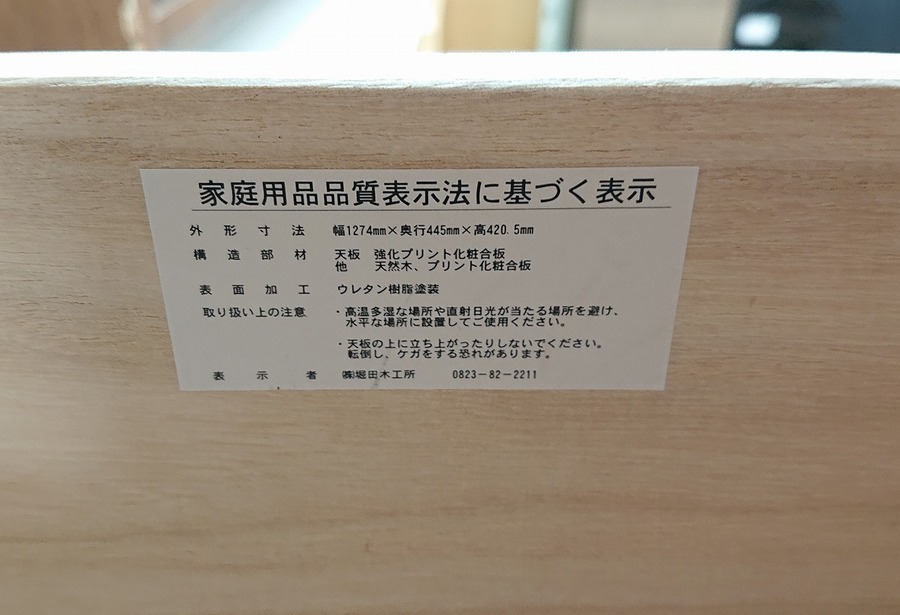 家庭用品品質表示法に基づく表示
外形寸法 幅1274mm×奥行445mm×高420.5mm
構造部材 天板 強化プリント化粧合板
他 天然木、プリント化粧合板
表面加工 ウレタン樹脂塗装
取り扱い上の注意 ・高温多湿な場所や直射日光が当たる場所を避け、
水平な場所に設置してご使用ください。
・天板の上に立ち上がったりしないでください。
転倒し、ケガをする恐れがあります。
表示者 ㈱堀田木工所 0823-82-2211